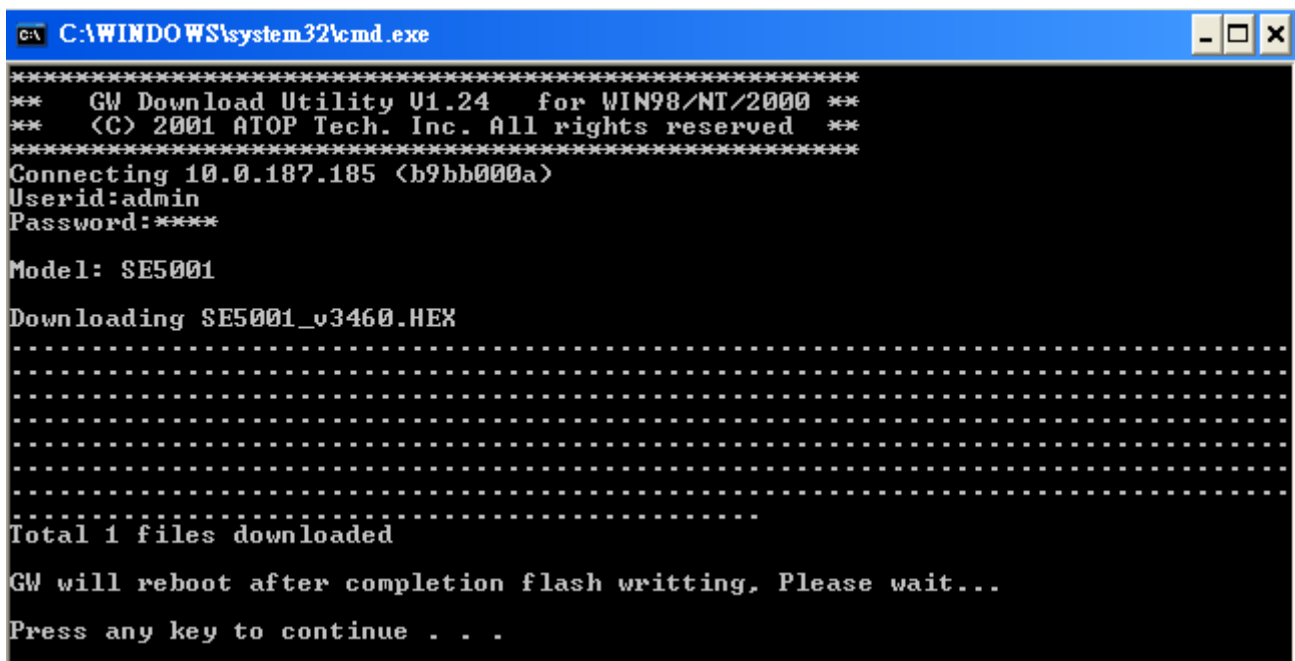 C:\WINDOWS\system32\cmd.exe
*****************************************************
**   GW Download Utility V1.24   for WIN98/NT/2000 **
**   (C) 2001 ATOP Tech. Inc. All rights reserved  **
*****************************************************
Connecting 10.0.187.185 (b9bb000a)
Userid:admin
Password:****
Model: SE5001
Downloading SE5001_v3460.HEX
................................................................................
................................................................................
................................................................................
................................................................................
................................................................................
................................................................................
................................................................................
...............................................
Total 1 files downloaded
GW will reboot after completion flash writting, Please wait...
Press any key to continue . . .